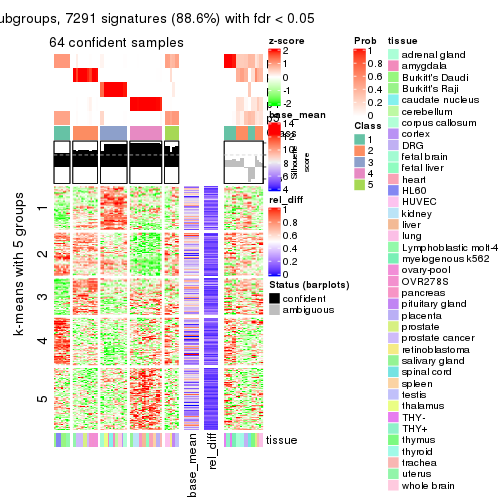 ubgroups, 7291 signatures (88.6%) with fdr < 0.05
64 confident samples
k-means with 5 groups
1
2
3
4
5
p5
Class
Silhouette
score
tissue
base_mean
rel_diff
z-score
2
1
0
-1
-2
base_mean
14
12
10
8
6
4
rel_diff
1
0.8
0.6
0.4
0.2
0
Status (barplots)
confident
ambiguous
Prob
1
0.8
0.6
0.4
0.2
0
Class
1
2
3
4
5
tissue
adrenal gland
amygdala
Burkitt's Daudi
Burkitt's Raji
caudate nucleus
cerebellum
corpus callosum
cortex
DRG
fetal brain
fetal liver
heart
HL60
HUVEC
kidney
liver
lung
Lymphoblastic molt-4
myelogenous k562
ovary-pool
OVR278S
pancreas
pituitary gland
placenta
prostate
prostate cancer
retinoblastoma
salivary gland
spinal cord
spleen
testis
thalamus
THY-
THY+
thymus
thyroid
trachea
uterus
whole brain